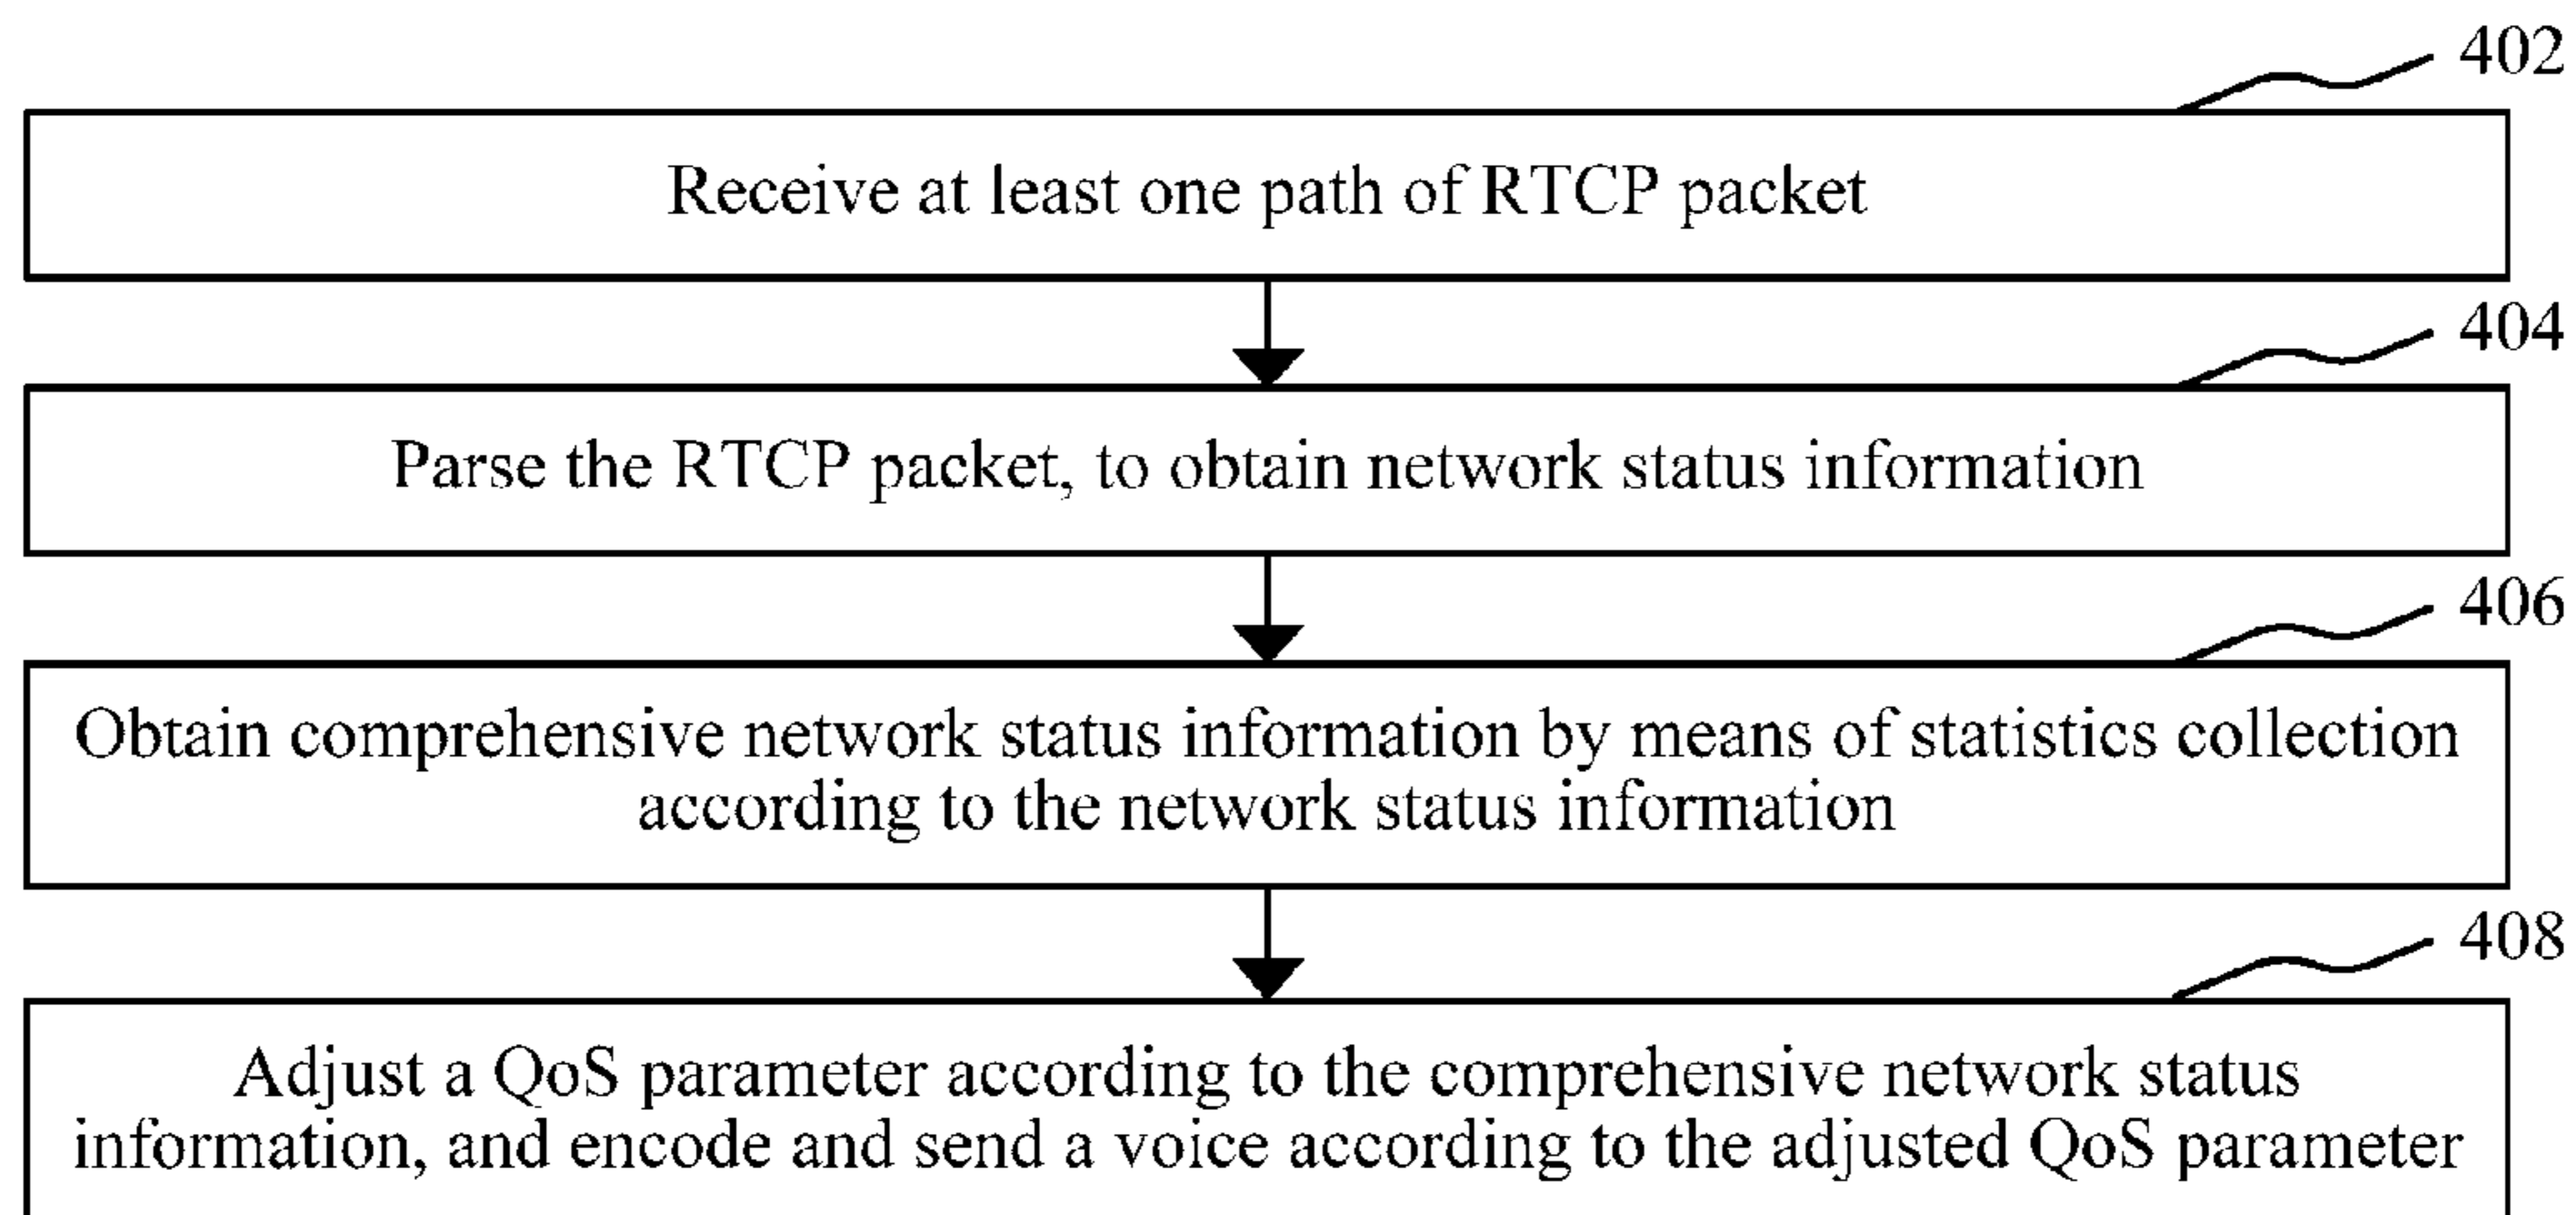 402
Receive at least one path of RTCP packet
404
Parse the RTCP packet, to obtain network status information
406
Obtain comprehensive network status information by means of statistics collection
according to the network status information
408
Adjust a QoS parameter according to the comprehensive network status
information, and encode and send a voice according to the adjusted QoS parameter